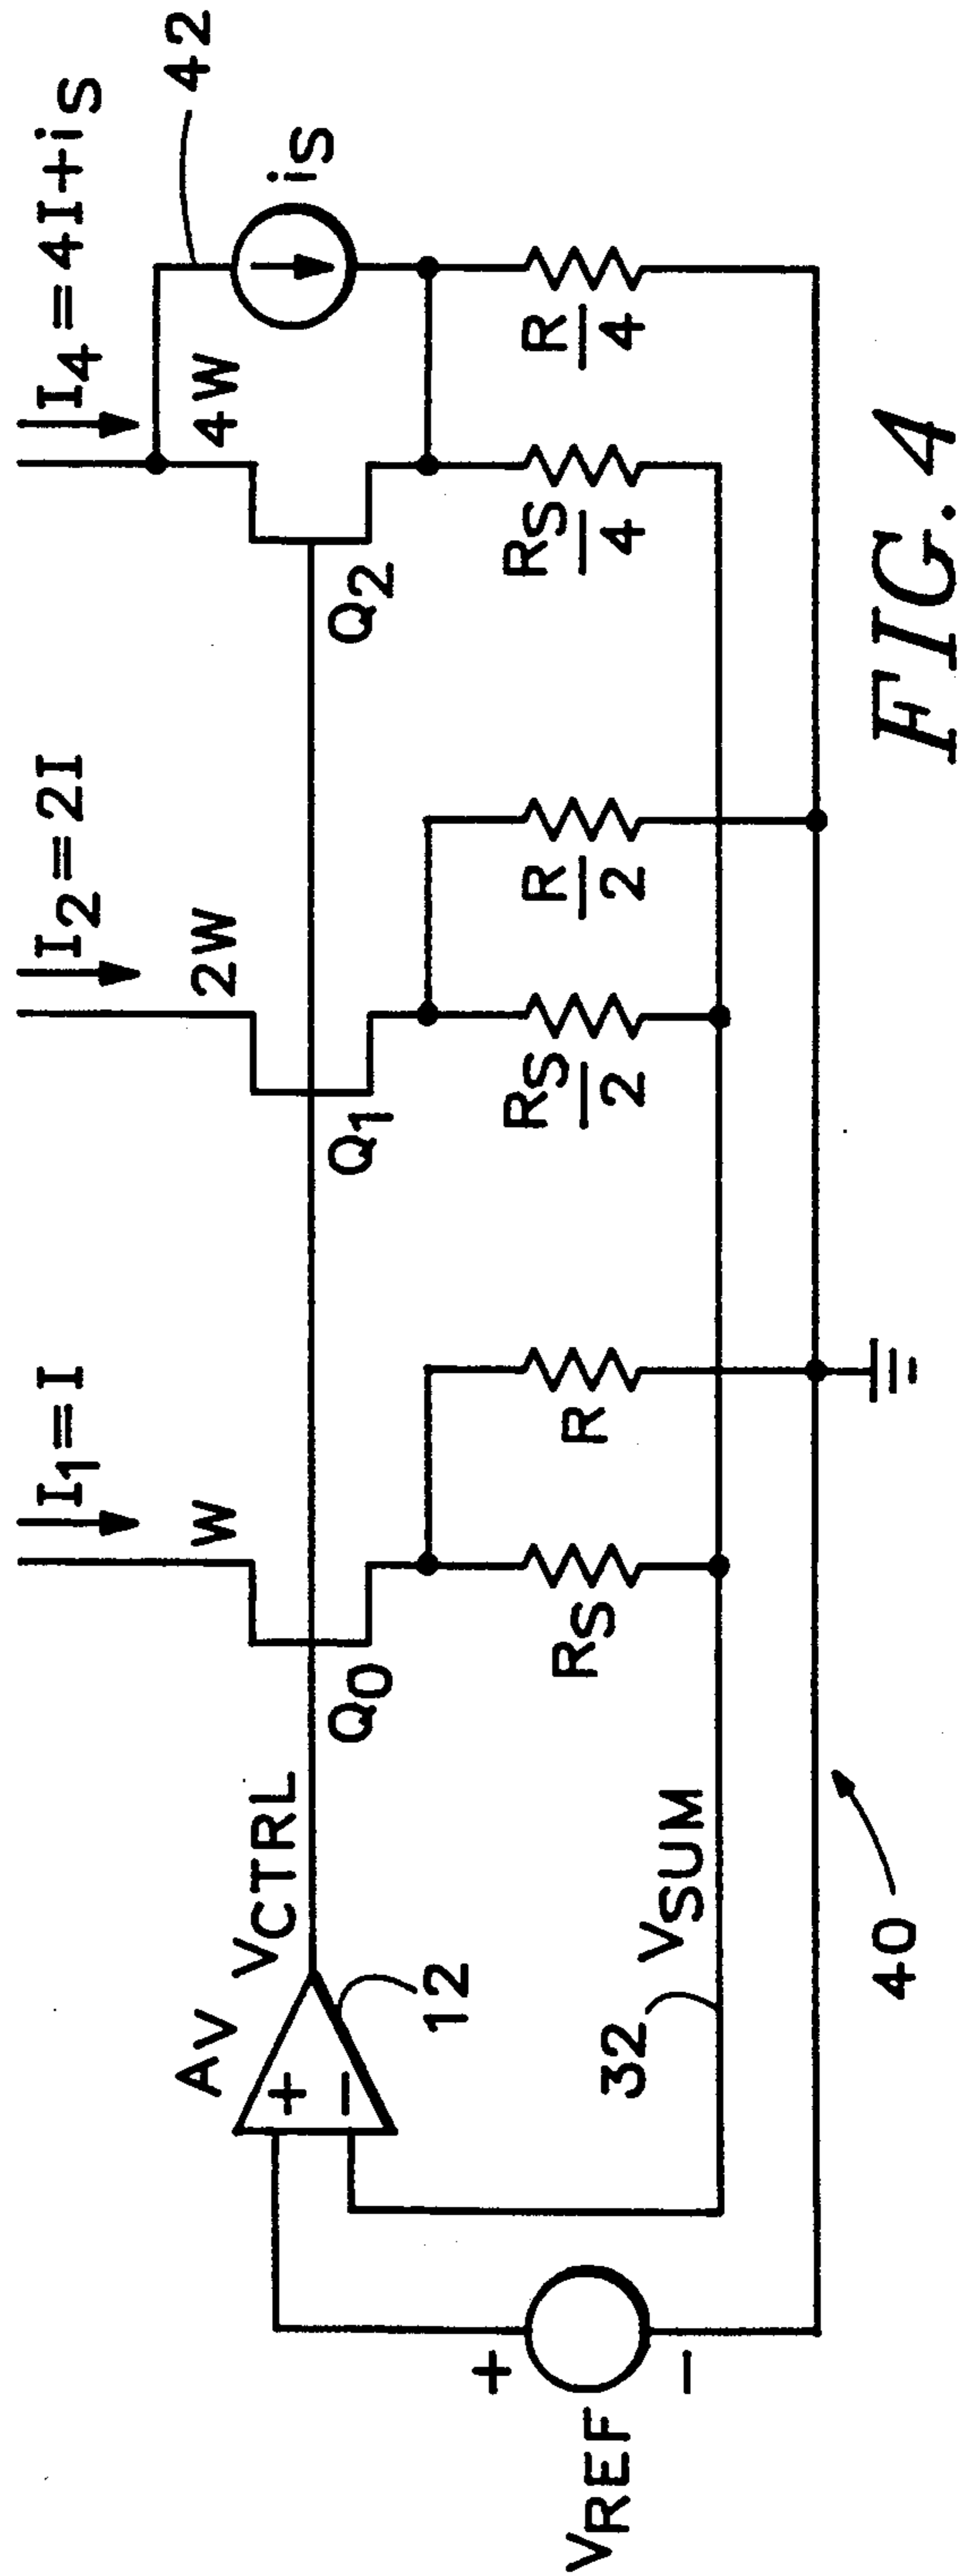 I1=I
I2=2I
I4=4I+iS
W
2W
4W
42
AV
VCTRL
+
−
12
Q0
Q1
Q2
iS
VREF
+
−
32
VSUM
RS
R
RS/2
R/2
RS/4
R/4
40
FIG. 4